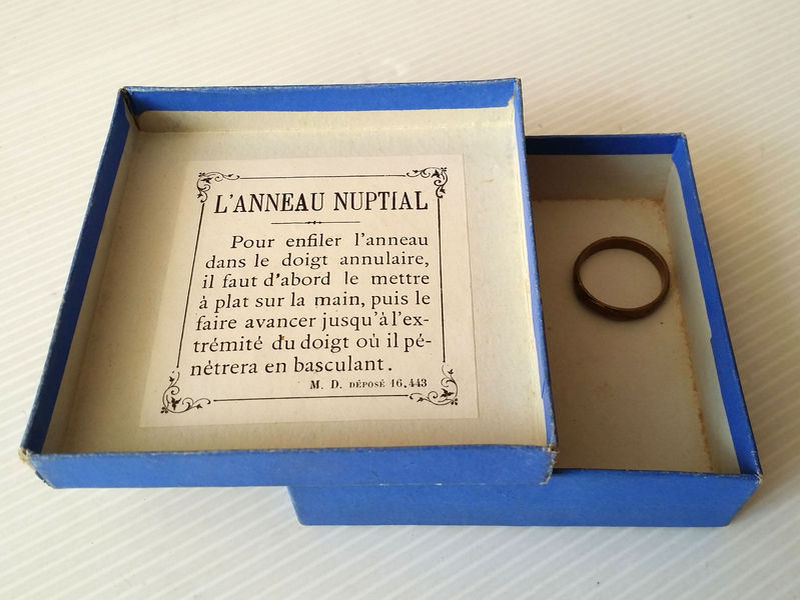 L'ANNEAU NUPTIAL
Pour enfiler l'anneau
dans le doigt annulaire,
il faut d'abord le mettre
à plat sur la main, puis le
faire avancer jusqu'à l'ex-
trémité du doigt où il pé-
nétrera en basculant.
M. D. DÉPOSÉ 16.443